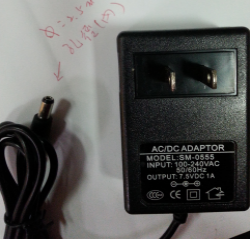 AC/DC ADAPTOR
MODEL:SM-0555
INPUT: 100-240VAC
50/60Hz
OUTPUT: 7.5VDC 1A